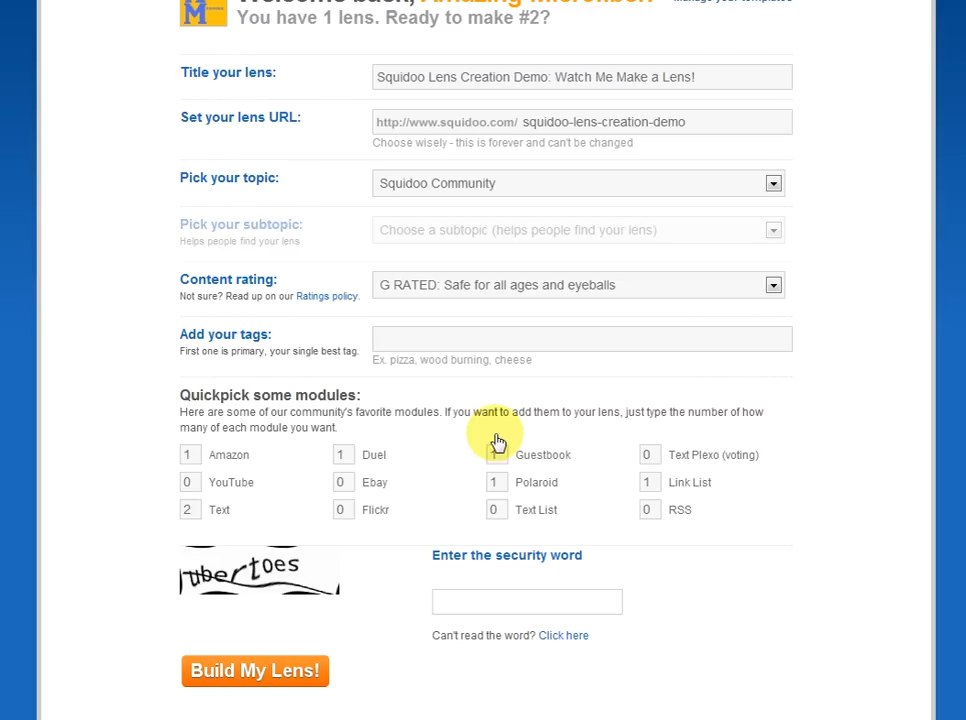 Welcome back, Amazing Microfiber! Manage your templates
You have 1 lens. Ready to make #2?
Title your lens: Squidoo Lens Creation Demo: Watch Me Make a Lens!
Set your lens URL: http://www.squidoo.com/ squidoo-lens-creation-demo
Choose wisely - this is forever and can't be changed
Pick your topic: Squidoo Community
Pick your subtopic: Choose a subtopic (helps people find your lens)
Helps people find your lens
Content rating: G RATED: Safe for all ages and eyeballs
Not sure? Read up on our Ratings policy.
Add your tags:
First one is primary, your single best tag.
Ex. pizza, wood burning, cheese
Quickpick some modules:
Here are some of our community's favorite modules. If you want to add them to your lens, just type the number of how
many of each module you want.
1 Amazon 1 Duel 1 Guestbook 0 Text Plexo (voting)
0 YouTube 0 Ebay 1 Polaroid 1 Link List
2 Text 0 Flickr 0 Text List 0 RSS
Enter the security word
ubertoes
Can't read the word? Click here
Build My Lens!